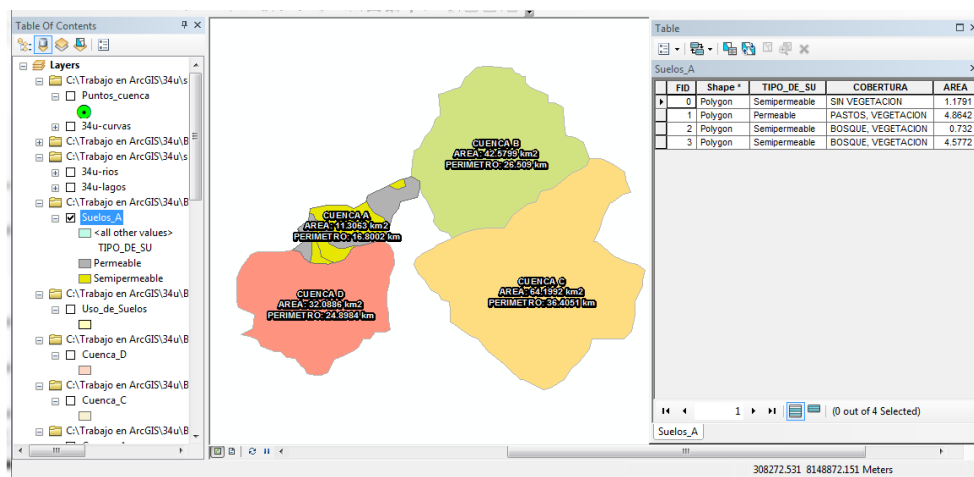 Table Of Contents
Layers
C:\Trabajo en ArcGIS\34u\s
Puntos_cuenca
34u-curvas
C:\Trabajo en ArcGIS\34u\B
C:\Trabajo en ArcGIS\34u\s
34u-rios
34u-lagos
C:\Trabajo en ArcGIS\34u\B
Suelos_A
<all other values>
TIPO_DE_SU
Permeable
Semipermeable
C:\Trabajo en ArcGIS\34u\B
Uso_de_Suelos
C:\Trabajo en ArcGIS\34u\B
Cuenca_D
C:\Trabajo en ArcGIS\34u\B
Cuenca_C
C:\Trabajo en ArcGIS\34u\B
CUENCA B
AREA: 42.5799 km2
PERIMETRO: 26.509 km
CUENCA A
AREA: 11.3063 km2
PERIMETRO: 16.8002 km
CUENCA C
AREA: 64.1992 km2
PERIMETRO: 36.4051 km
CUENCA D
AREA: 32.0886 km2
PERIMETRO: 24.8984 km
Table
Suelos_A
FID Shape * TIPO_DE_SU COBERTURA AREA
0 Polygon Semipermeable SIN VEGETACION 1.1791
1 Polygon Permeable PASTOS, VEGETACION 4.8642
2 Polygon Semipermeable BOSQUE, VEGETACION 0.732
3 Polygon Semipermeable BOSQUE, VEGETACION 4.5772
1 (0 out of 4 Selected)
Suelos_A
308272.531 8148872.151 Meters